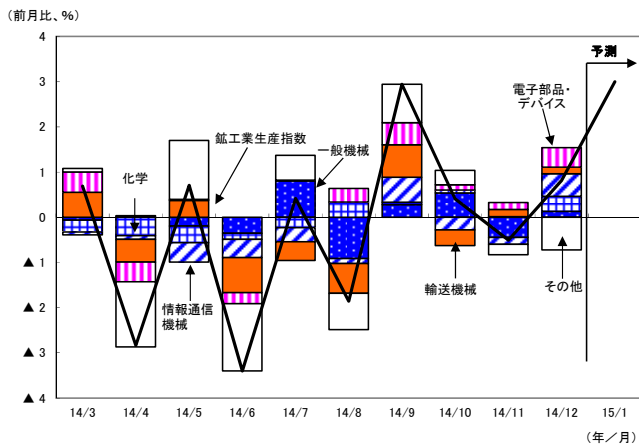 (前月比、%)
4
3
2
1
0
▲ 1
▲ 2
▲ 3
▲ 4
予測
電子部品・
デバイス
鉱工業生産指数
一般機械
化学
情報通信
機械
輸送機械
その他
14/3
14/4
14/5
14/6
14/7
14/8
14/9
14/10
14/11
14/12
15/1
(年/月)